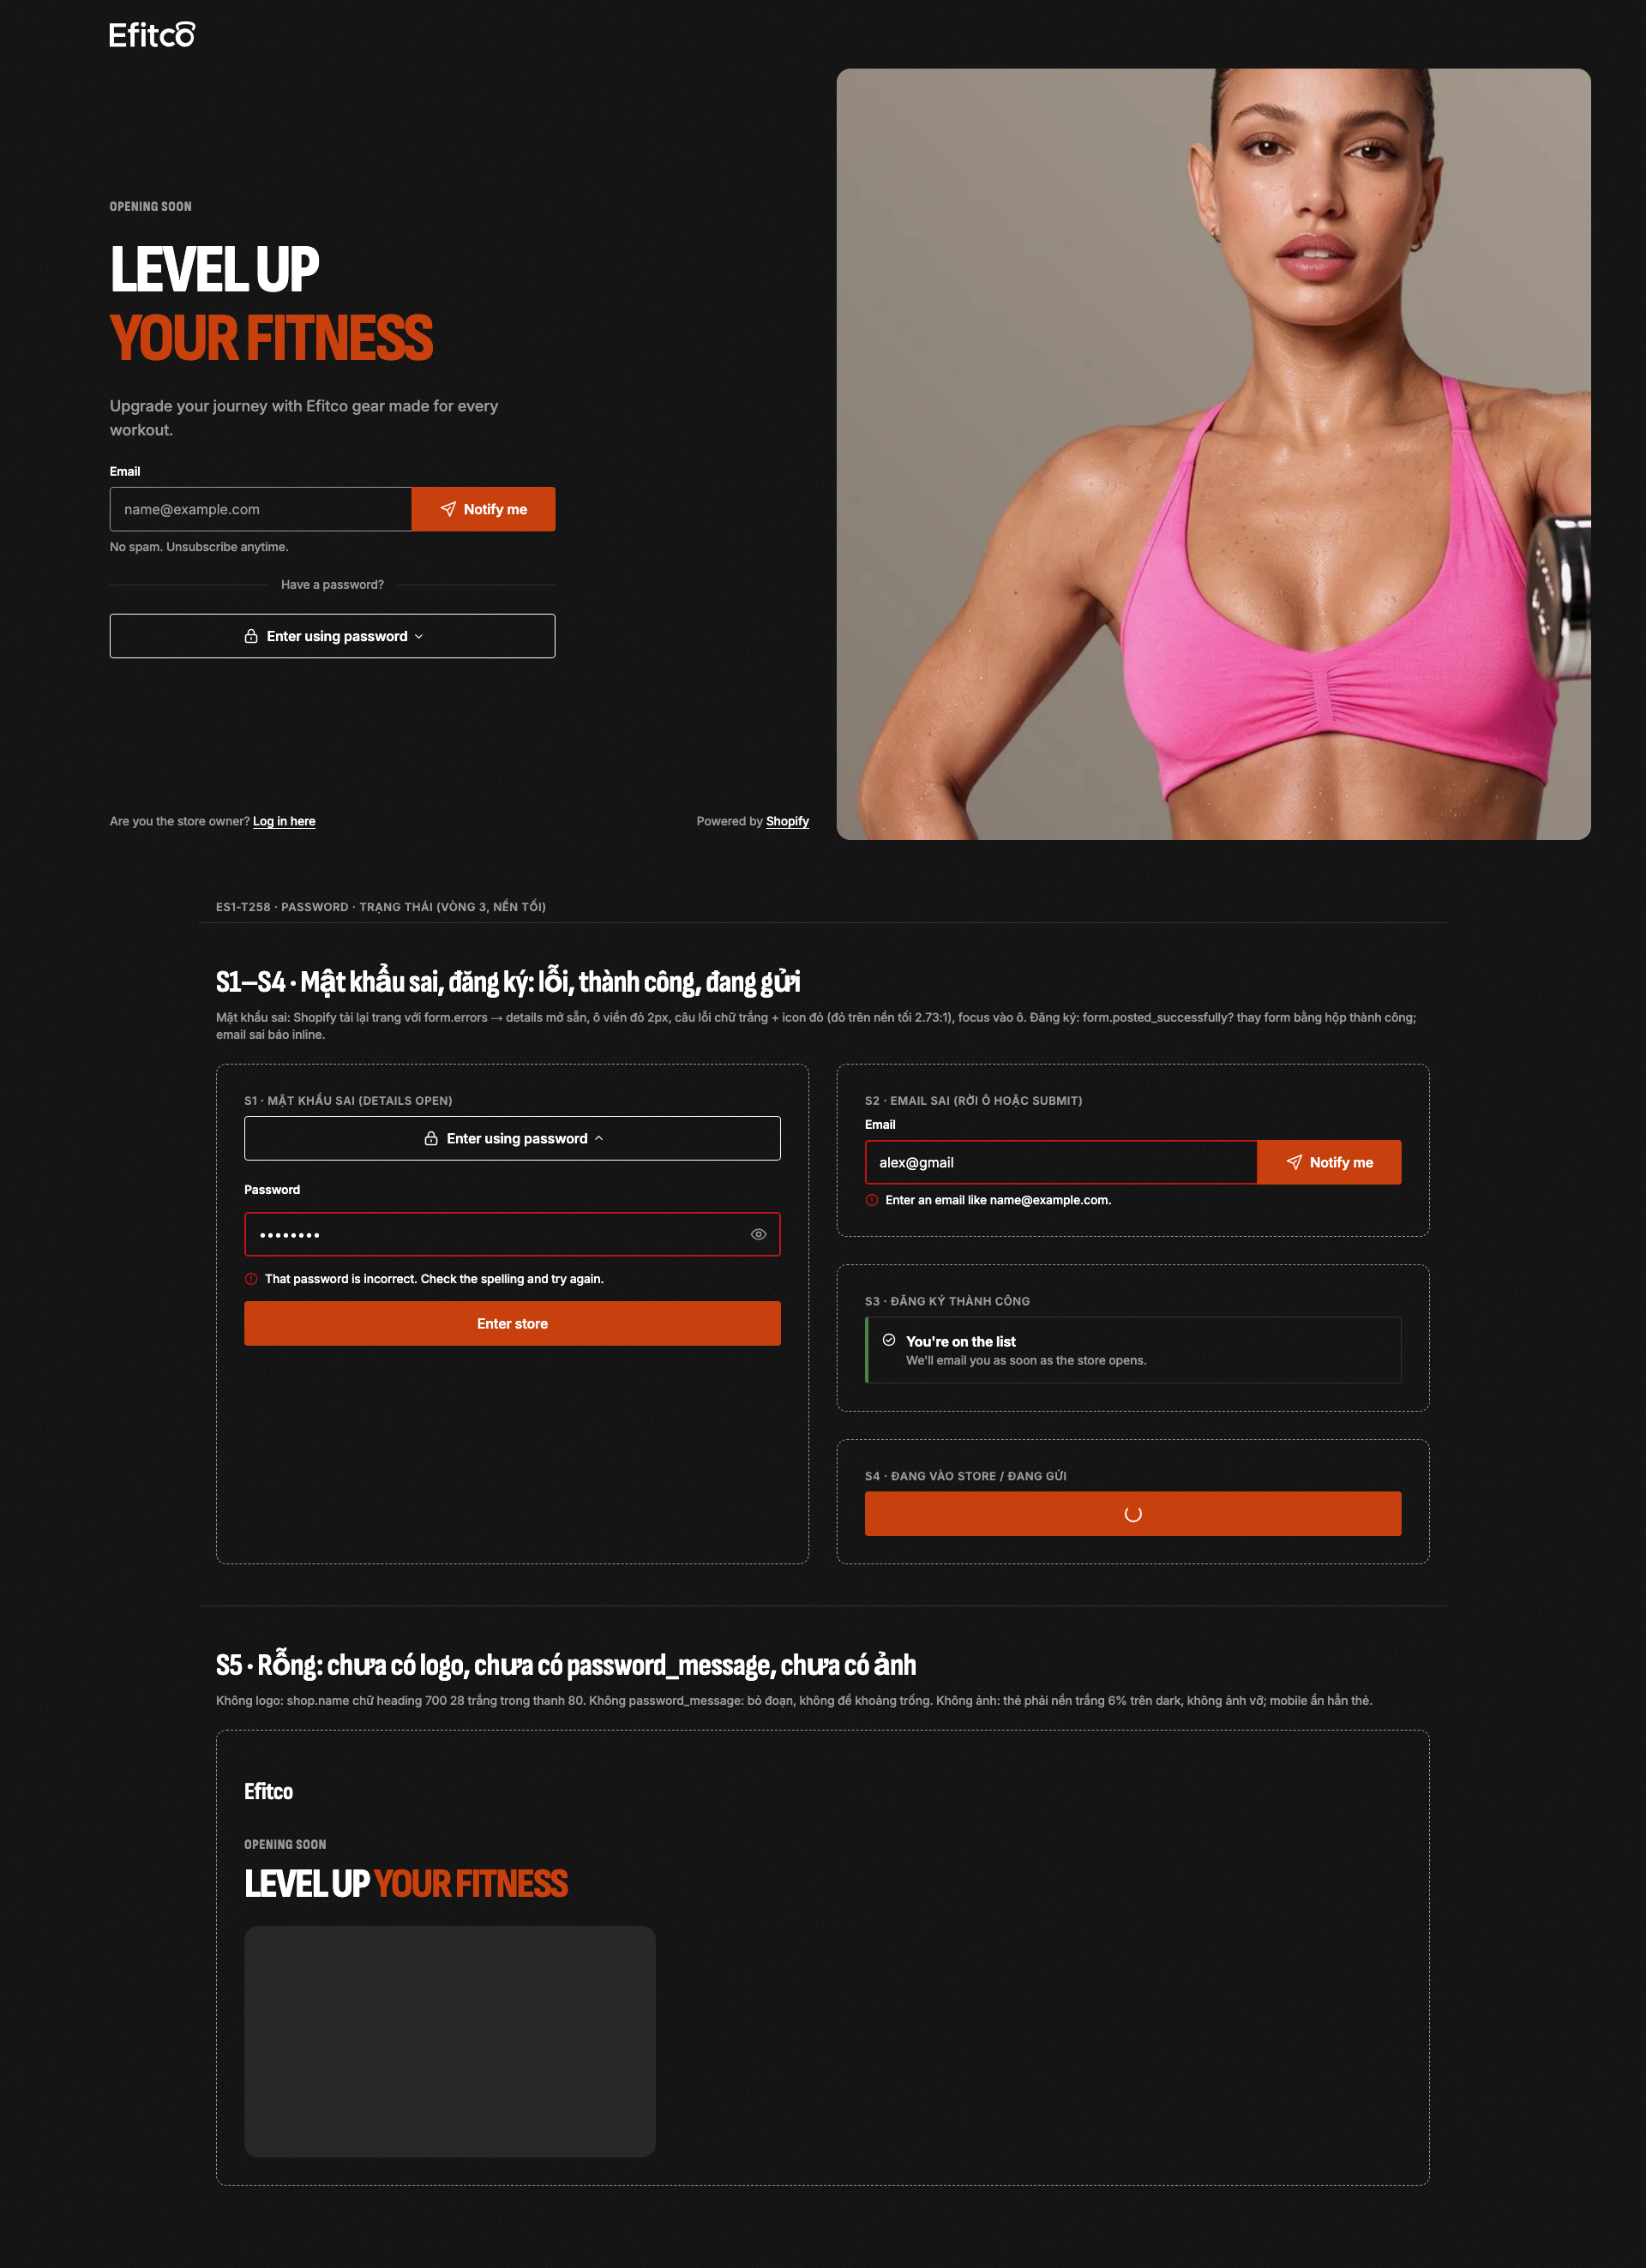 Efitco
OPENING SOON
LEVEL UP
YOUR FITNESS
Upgrade your journey with Efitco gear made for every
workout.
Email
name@example.com
Notify me
No spam. Unsubscribe anytime.
Have a password?
Enter using password
Are you the store owner? Log in here
Powered by Shopify
ES1-T258 · PASSWORD · TRẠNG THÁI (VÒNG 3, NỀN TỐI)
S1–S4 · Mật khẩu sai, đăng ký: lỗi, thành công, đang gửi
Mật khẩu sai: Shopify tải lại trang với form.errors → details mở sẵn, ô viền đỏ 2px, câu lỗi chữ trắng + icon đỏ (đỏ trên nền tối 2.73:1), focus vào ô. Đăng ký: form.posted_successfully? thay form bằng hộp thành công;
email sai báo inline.
S1 · MẬT KHẨU SAI (DETAILS OPEN)
Enter using password
Password
••••••••
That password is incorrect. Check the spelling and try again.
Enter store
S2 · EMAIL SAI (RỜI Ô HOẶC SUBMIT)
Email
alex@gmail
Notify me
Enter an email like name@example.com.
S3 · ĐĂNG KÝ THÀNH CÔNG
You're on the list
We'll email you as soon as the store opens.
S4 · ĐANG VÀO STORE / ĐANG GỬI
S5 · Rỗng: chưa có logo, chưa có password_message, chưa có ảnh
Không logo: shop.name chữ heading 700 28 trắng trong thanh 80. Không password_message: bỏ đoạn, không để khoảng trống. Không ảnh: thẻ phải nền trắng 6% trên dark, không ảnh vỡ; mobile ẩn hẳn thẻ.
Efitco
OPENING SOON
LEVEL UP YOUR FITNESS